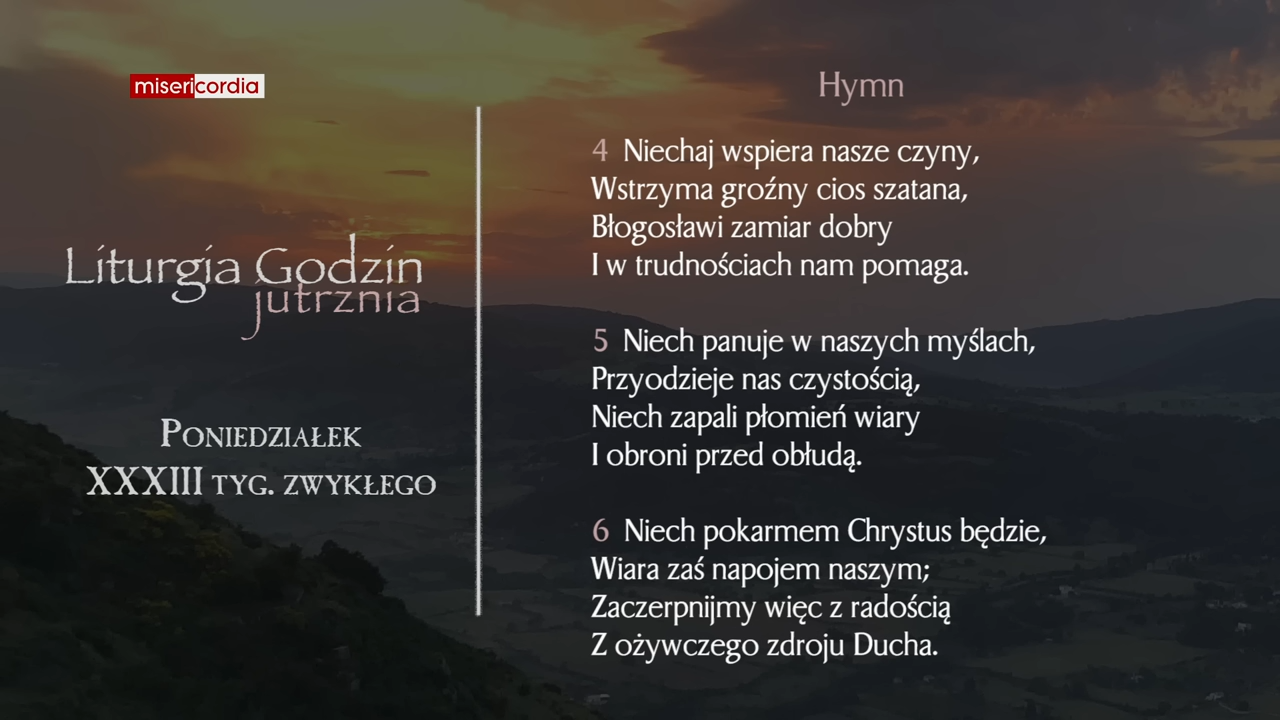 misericordia
Liturgia Godzin
jutrznia
Poniedziałek
XXXIII tyg. zwykłego
Hymn
4 Niechaj wspiera nasze czyny,
Wstrzyma groźny cios szatana,
Błogosławi zamiar dobry
I w trudnościach nam pomaga.
5 Niech panuje w naszych myślach,
Przyodzieje nas czystością,
Niech zapali płomień wiary
I obroni przed obłudą.
6 Niech pokarmem Chrystus będzie,
Wiara zaś napojem naszym;
Zaczerpnijmy więc z radością
Z ożywczego zdroju Ducha.